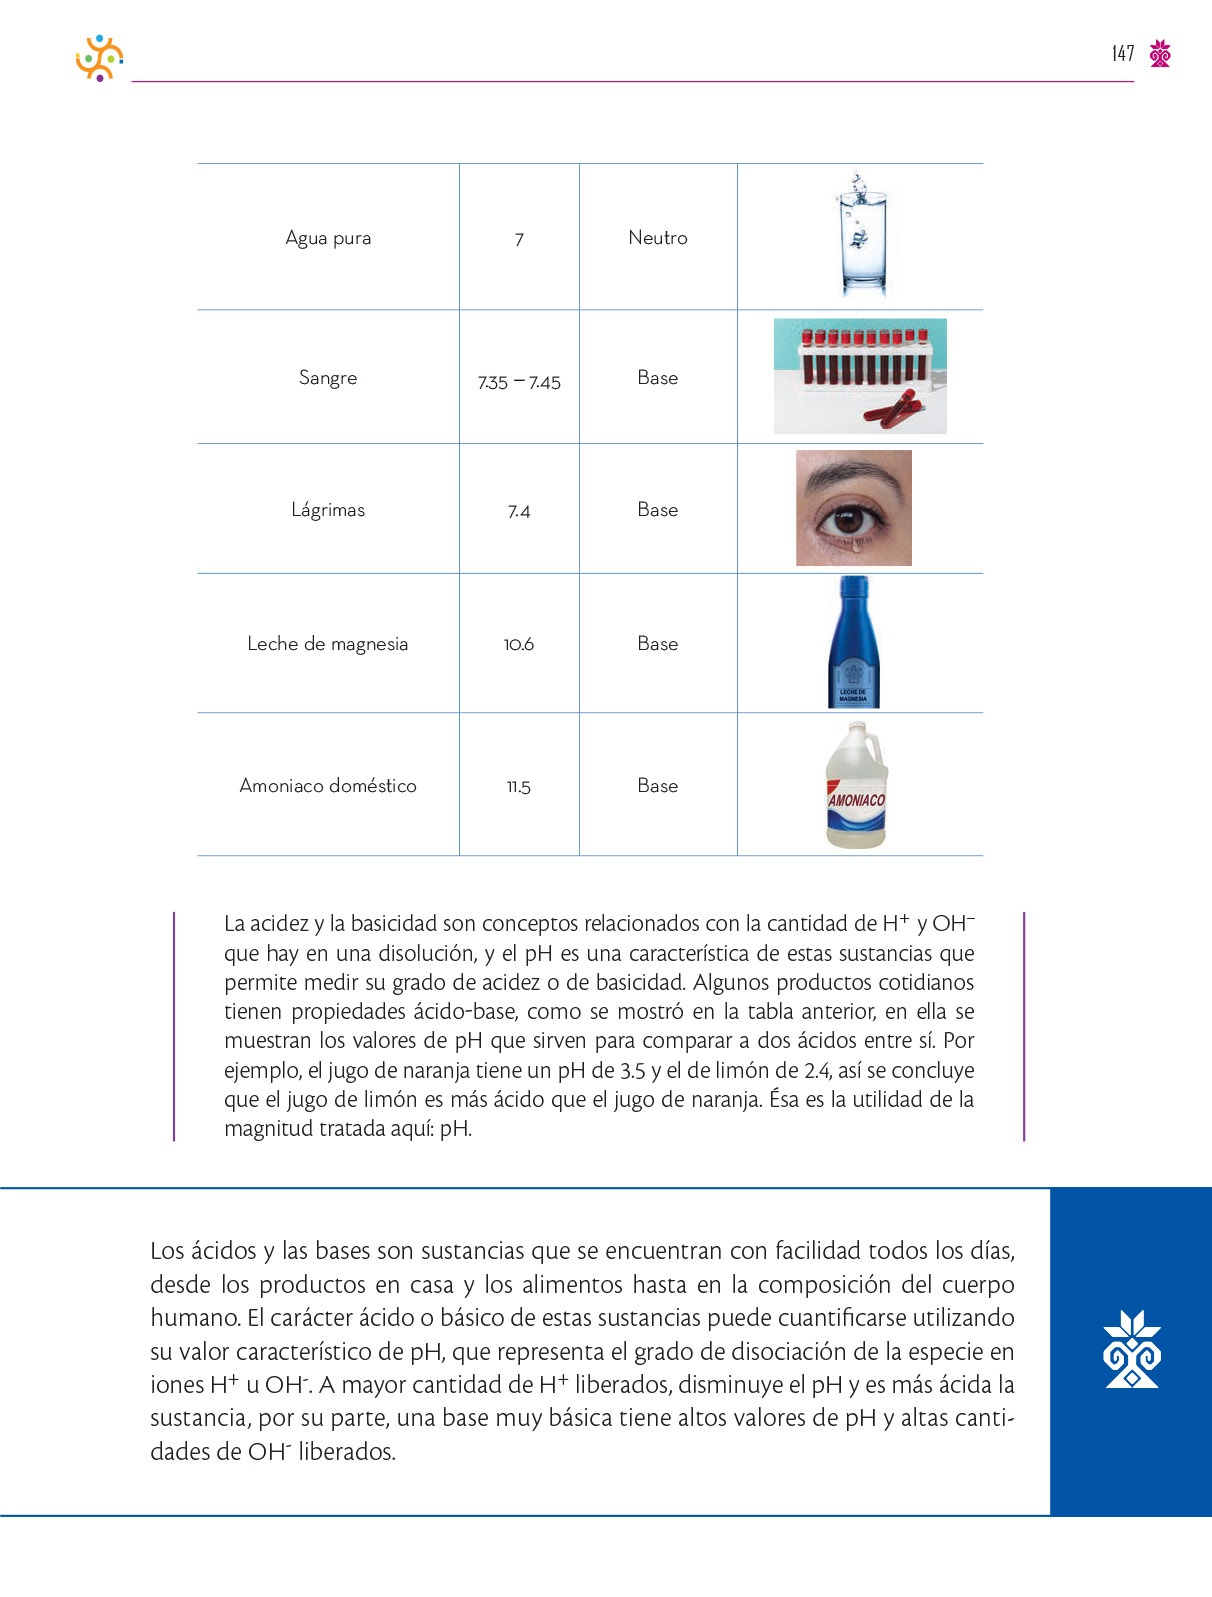 147
Agua pura 7 Neutro
Sangre 7.35 – 7.45 Base
Lágrimas 7.4 Base
Leche de magnesia 10.6 Base
LECHE DE
MAGNESIA
Amoniaco doméstico 11.5 Base
AMONIACO
La acidez y la basicidad son conceptos relacionados con la cantidad de H⁺ y OH⁻
que hay en una disolución, y el pH es una característica de estas sustancias que
permite medir su grado de acidez o de basicidad. Algunos productos cotidianos
tienen propiedades ácido-base, como se mostró en la tabla anterior, en ella se
muestran los valores de pH que sirven para comparar a dos ácidos entre sí. Por
ejemplo, el jugo de naranja tiene un pH de 3.5 y el de limón de 2.4, así se concluye
que el jugo de limón es más ácido que el jugo de naranja. Ésa es la utilidad de la
magnitud tratada aquí: pH.
Los ácidos y las bases son sustancias que se encuentran con facilidad todos los días,
desde los productos en casa y los alimentos hasta en la composición del cuerpo
humano. El carácter ácido o básico de estas sustancias puede cuantificarse utilizando
su valor característico de pH, que representa el grado de disociación de la especie en
iones H⁺ u OH⁻. A mayor cantidad de H⁺ liberados, disminuye el pH y es más ácida la
sustancia, por su parte, una base muy básica tiene altos valores de pH y altas canti-
dades de OH⁻ liberados.